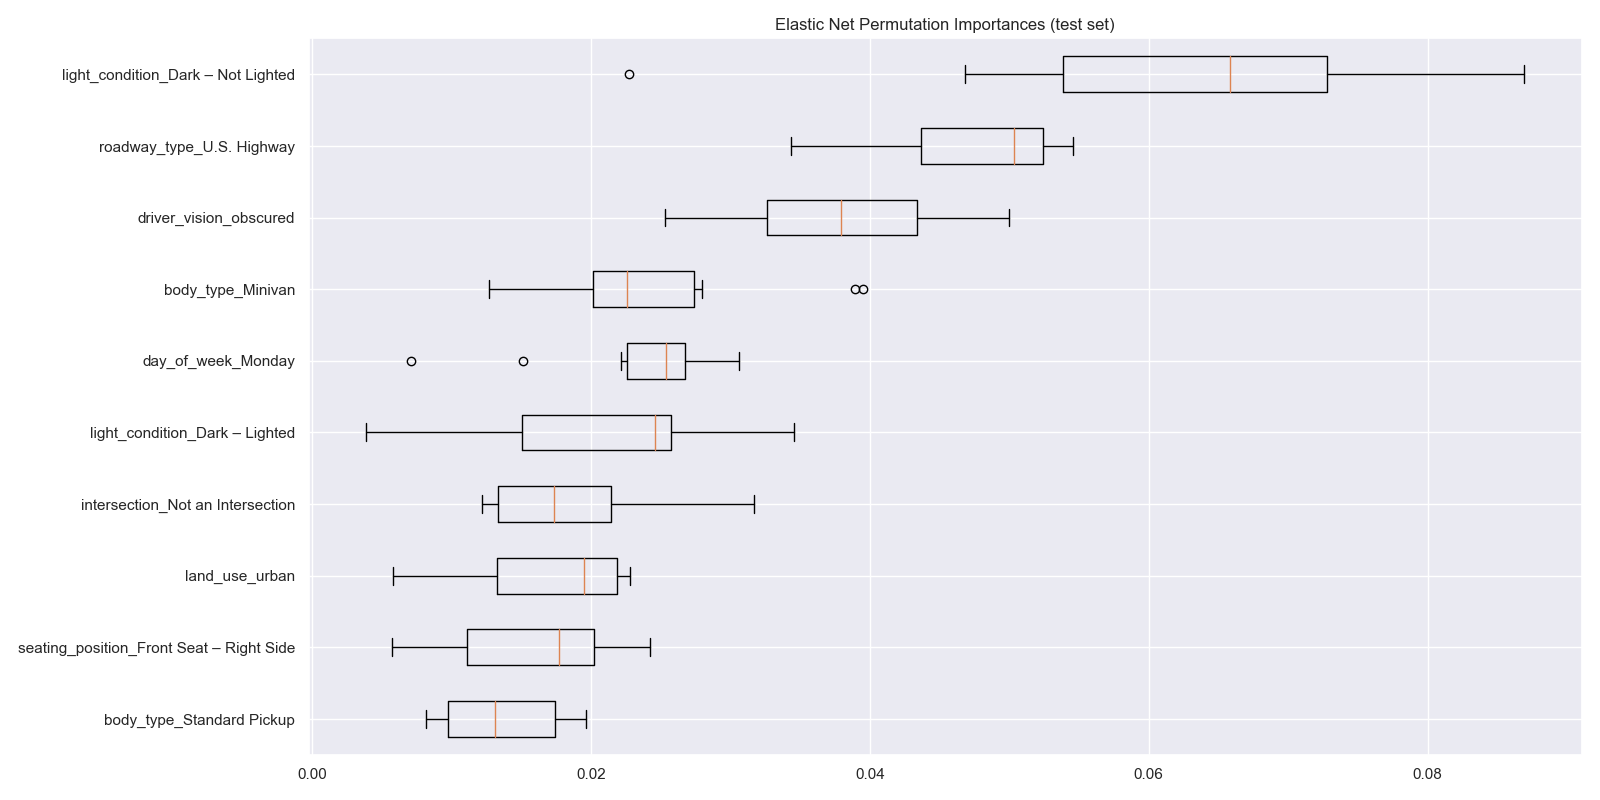 Elastic Net Permutation Importances (test set)
light_condition_Dark – Not Lighted
roadway_type_U.S. Highway
driver_vision_obscured
body_type_Minivan
day_of_week_Monday
light_condition_Dark – Lighted
intersection_Not an Intersection
land_use_urban
seating_position_Front Seat – Right Side
body_type_Standard Pickup
0.00 0.02 0.04 0.06 0.08